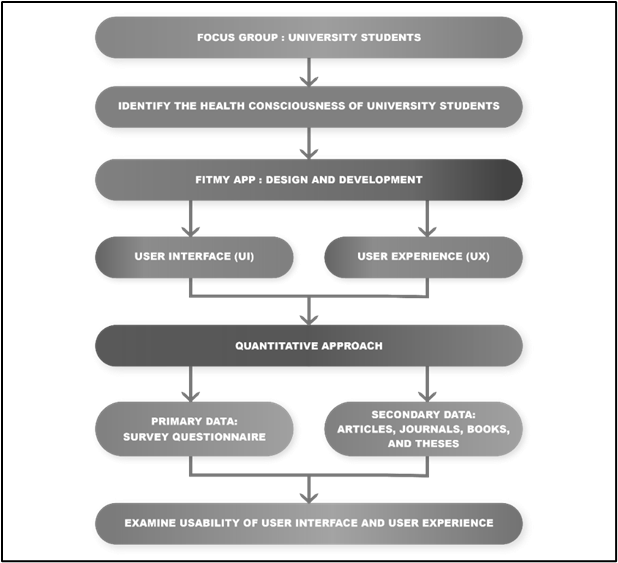 FOCUS GROUP : UNIVERSITY STUDENTS
IDENTIFY THE HEALTH CONSCIOUSNESS OF UNIVERSITY STUDENTS
FITMY APP : DESIGN AND DEVELOPMENT
USER INTERFACE (UI)
USER EXPERIENCE (UX)
QUANTITATIVE APPROACH
PRIMARY DATA:
SURVEY QUESTIONNAIRE
SECONDARY DATA:
ARTICLES, JOURNALS, BOOKS,
AND THESES
EXAMINE USABILITY OF USER INTERFACE AND USER EXPERIENCE